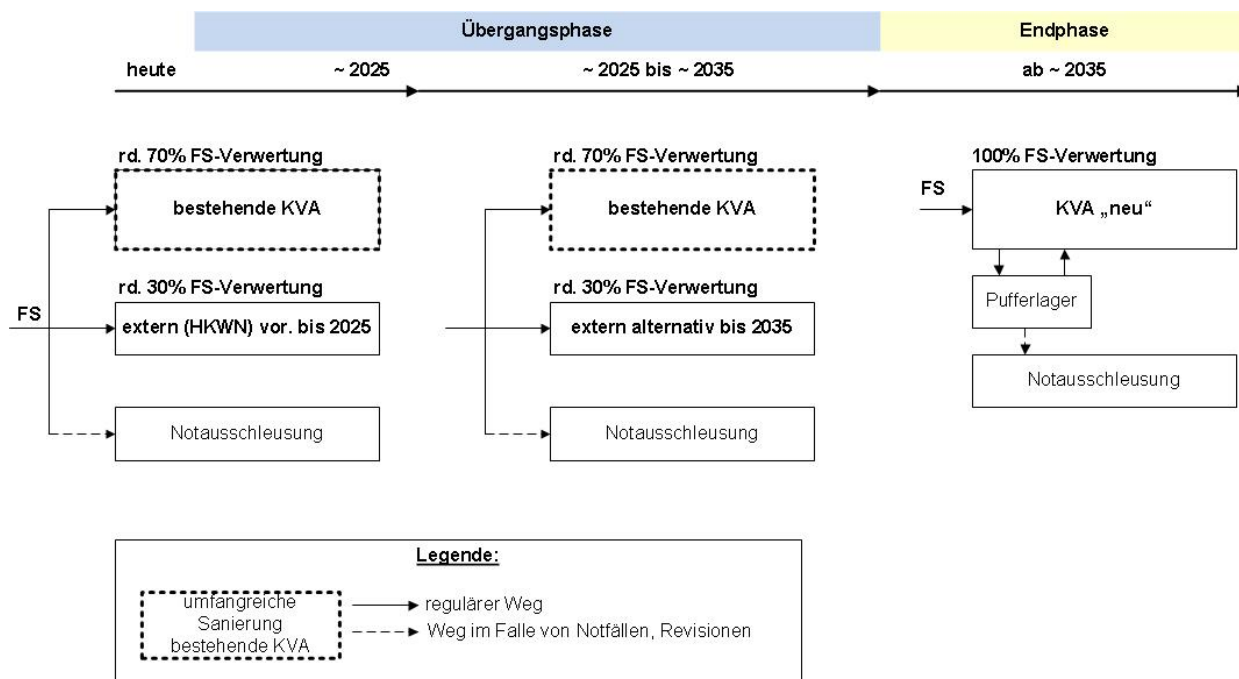 Übergangsphase
Endphase
heute
~ 2025
~ 2025 bis ~ 2035
ab ~ 2035
rd. 70% FS-Verwertung
bestehende KVA
rd. 30% FS-Verwertung
FS
extern (HKWN) vor. bis 2025
Notausschleusung
rd. 70% FS-Verwertung
bestehende KVA
rd. 30% FS-Verwertung
extern alternativ bis 2035
Notausschleusung
100% FS-Verwertung
FS
KVA „neu“
Pufferlager
Notausschleusung
Legende:
umfangreiche
Sanierung
bestehende KVA
regulärer Weg
Weg im Falle von Notfällen, Revisionen